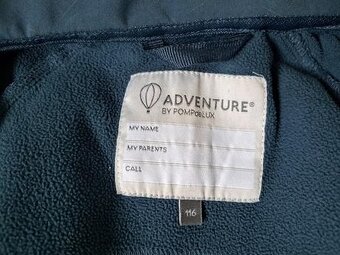 ADVENTURE®
BY POMPdeLUX
MY NAME
MY PARENTS
CALL
116